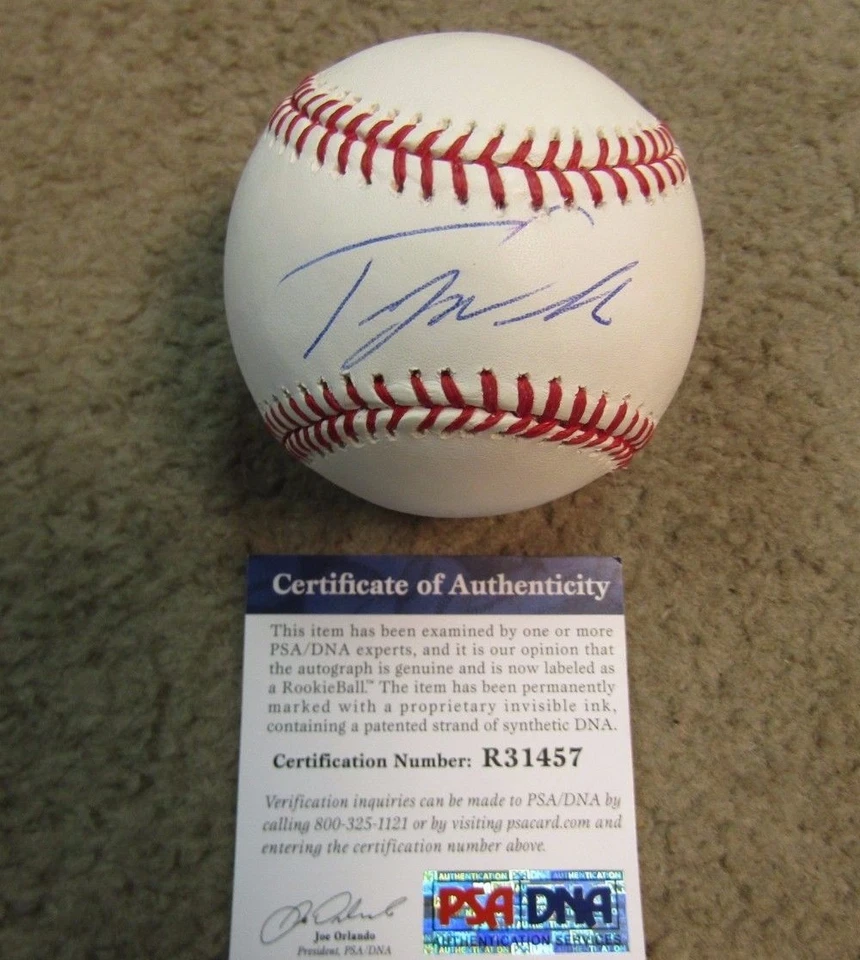 Certificate of Authenticity
This item has been examined by one or more
PSA/DNA experts, and it is our opinion that
the autograph is genuine and is now labeled as
a RookieBall.™ The item has been permanently
marked with a proprietary invisible ink,
containing a patented strand of synthetic DNA.
Certification Number: R31457
Verification inquiries can be made to PSA/DNA by
calling 800-325-1121 or by visiting psacard.com and
entering the certification number above.
Joe Orlando
President, PSA/DNA
PSA DNA
AUTHENTICATION SERVICES